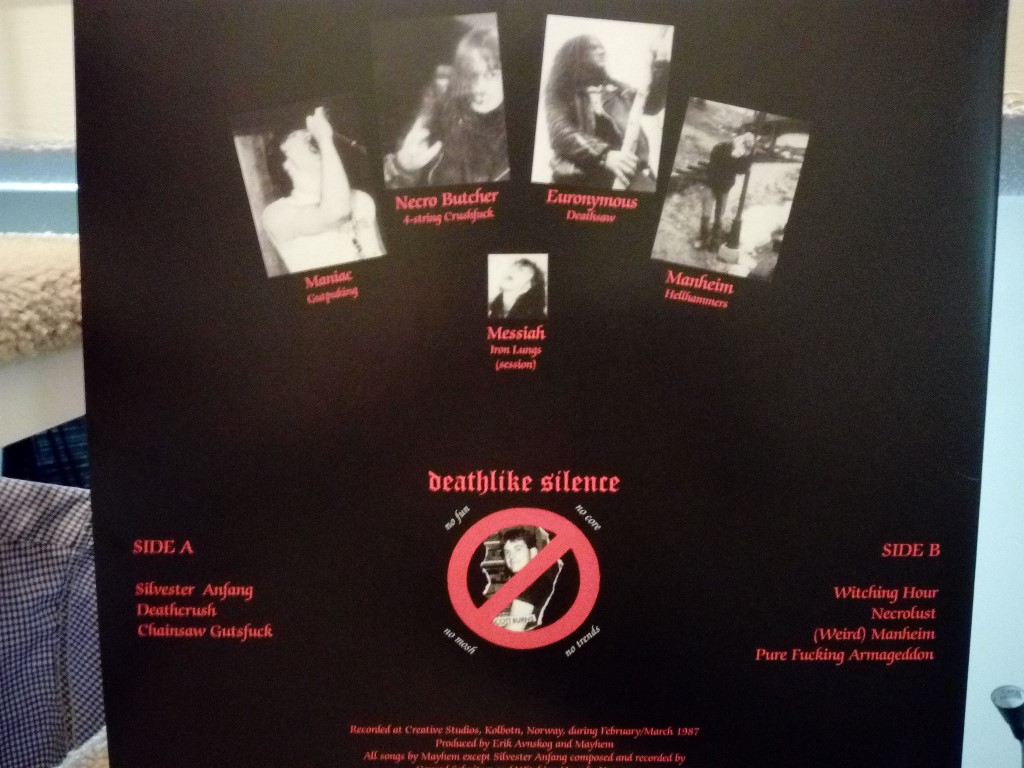 Necro Butcher
4-string Crushfuck
Euronymous
Deathsaw
Maniac
Gutspuking
Manheim
Hellhammers
Messiah
Iron Lungs
(session)
deathlike silence
no fun
no core
SCOTT BURNS
no mosh
no trends
SIDE A
Silvester Anfang
Deathcrush
Chainsaw Gutsfuck
SIDE B
Witching Hour
Necrolust
(Weird) Manheim
Pure Fucking Armageddon
Recorded at Creative Studios, Kolbotn, Norway, during February/March 1987
Produced by Erik Avnskog and Mayhem
All songs by Mayhem except Silvester Anfang composed and recorded by